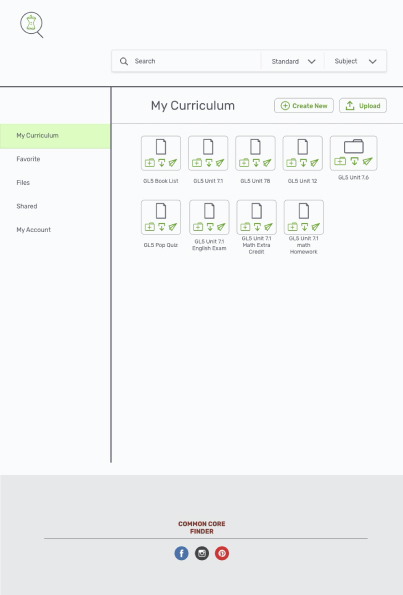 Search
Standard
Subject
My Curriculum
Create New
Upload
My Curriculum
Favorite
Files
Shared
My Account
GL5 Book List
GL5 Unit 7.1
GL5 Unit 7B
GL5 Unit 12
GL5 Unit 7.6
GL5 Pop Quiz
GL5 Unit 7.1
English Exam
GL5 Unit 7.1
Math Extra
Credit
GL5 Unit 7.1
math
Homework
COMMON CORE
FINDER